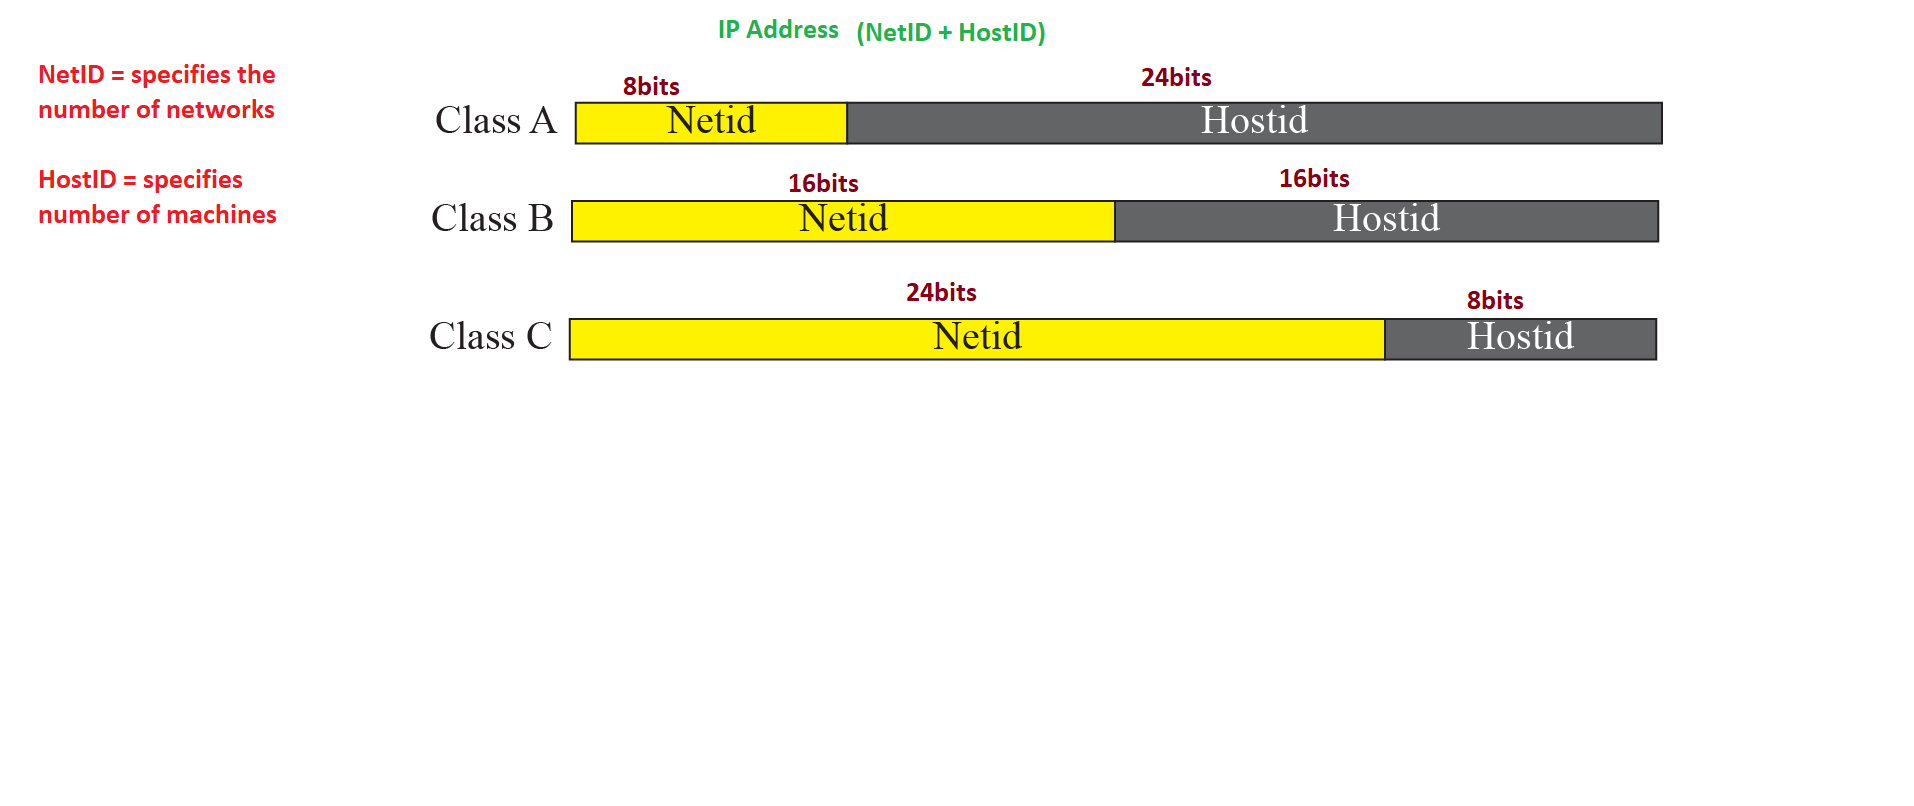 IP Address (NetID + HostID)
NetID = specifies the
number of networks
HostID = specifies
number of machines
8bits 24bits
Class A Netid Hostid
16bits 16bits
Class B Netid Hostid
24bits 8bits
Class C Netid Hostid